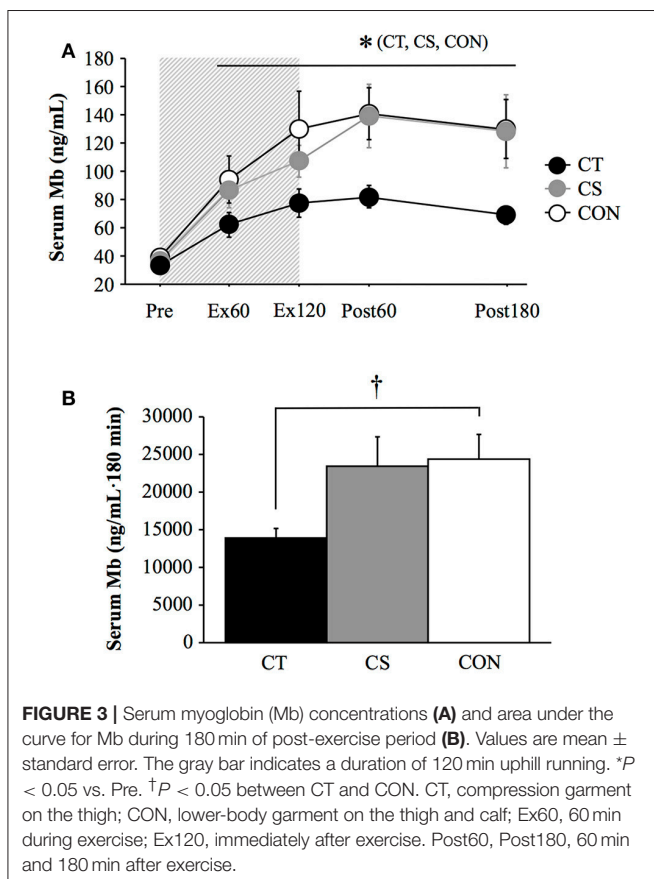 A
* (CT, CS, CON)
Serum Mb (ng/mL)
180
160
140
120
100
80
60
40
20
Pre Ex60 Ex120 Post60 Post180
CT
CS
CON
B
†
Serum Mb (ng/mL·180 min)
30000
25000
20000
15000
10000
5000
0
CT CS CON
FIGURE 3 | Serum myoglobin (Mb) concentrations (A) and area under the
curve for Mb during 180 min of post-exercise period (B). Values are mean ±
standard error. The gray bar indicates a duration of 120 min uphill running. *P
< 0.05 vs. Pre. †P < 0.05 between CT and CON. CT, compression garment
on the thigh; CON, lower-body garment on the thigh and calf; Ex60, 60 min
during exercise; Ex120, immediately after exercise. Post60, Post180, 60 min
and 180 min after exercise.